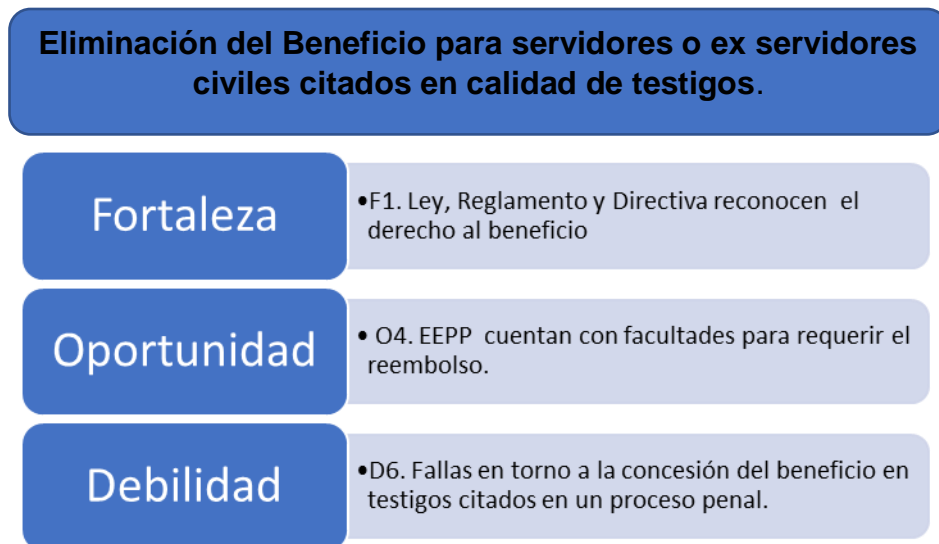 Eliminación del Beneficio para servidores o ex servidores
civiles citados en calidad de testigos.
Fortaleza
•F1. Ley, Reglamento y Directiva reconocen el
derecho al beneficio
Oportunidad
• O4. EEPP cuentan con facultades para requerir el
reembolso.
Debilidad
•D6. Fallas en torno a la concesión del beneficio en
testigos citados en un proceso penal.